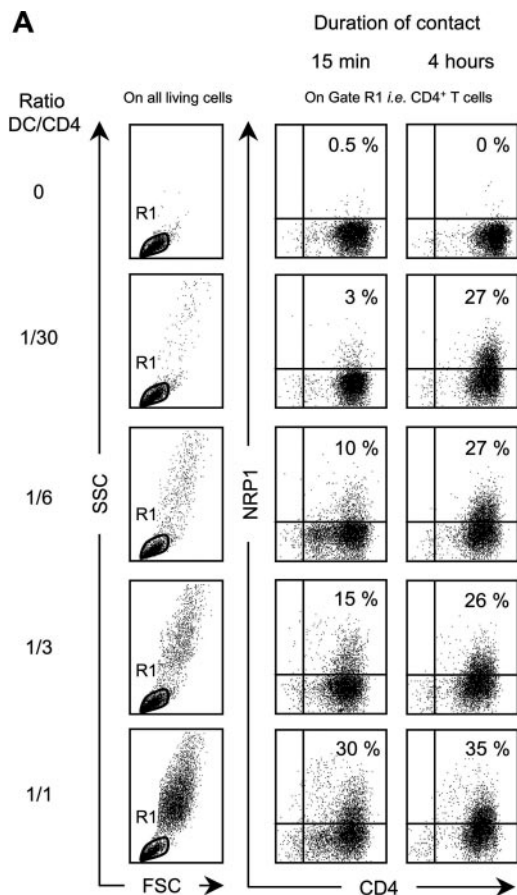 A
Duration of contact
15 min 4 hours
Ratio
DC/CD4
On all living cells
On Gate R1 i.e. CD4⁺ T cells
0
R1
0.5 %
0 %
1/30
R1
3 %
27 %
1/6
R1
10 %
27 %
1/3
R1
15 %
26 %
1/1
R1
30 %
35 %
SSC
NRP1
FSC
CD4